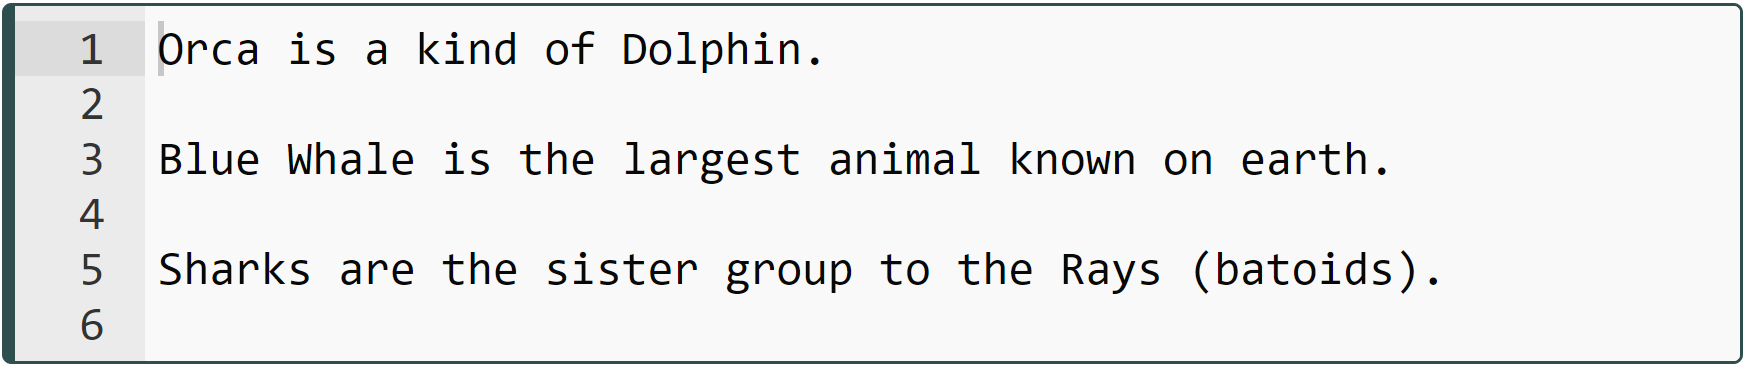 1 Orca is a kind of Dolphin.
2
3 Blue Whale is the largest animal known on earth.
4
5 Sharks are the sister group to the Rays (batoids).
6